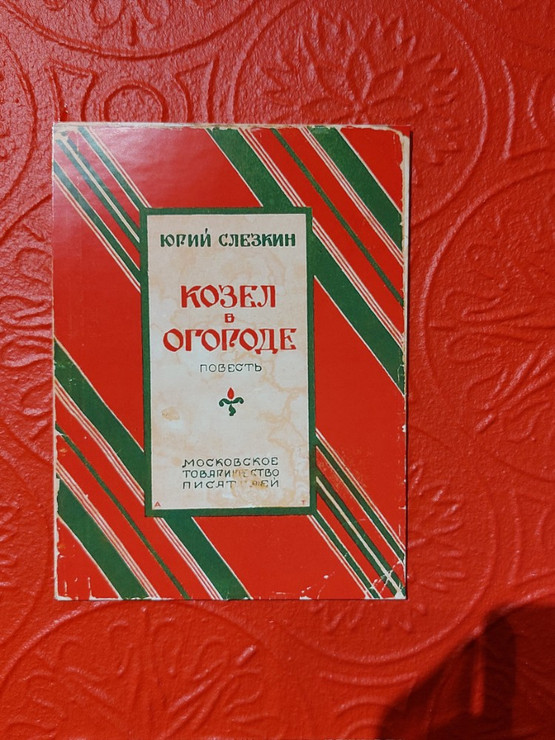 ЮРИЙ СЛЕЗКИН
КОЗЕЛ
В
ОГОРОДЕ
ПОВЕСТЬ
МОСКОВСКОЕ
ТОВАРИЩЕСТВО
ПИСАТЕЛЕЙ
А Т